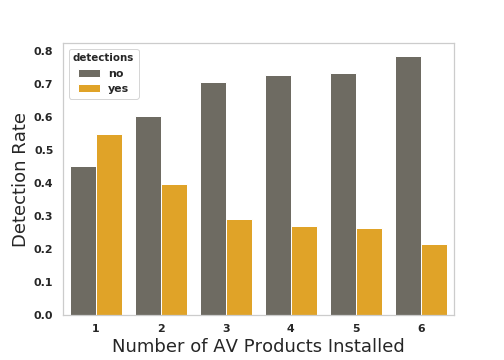 detections
no
yes
0.8
0.7
0.6
0.5
0.4
0.3
0.2
0.1
0.0
Detection Rate
1 2 3 4 5 6
Number of AV Products Installed